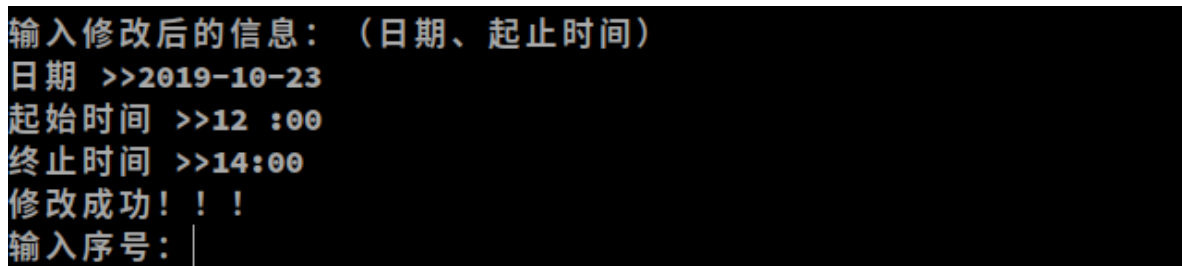 输入修改后的信息：（日期、起止时间）
日期 >>2019-10-23
起始时间 >>12 :00
终止时间 >>14:00
修改成功！！！
输入序号：